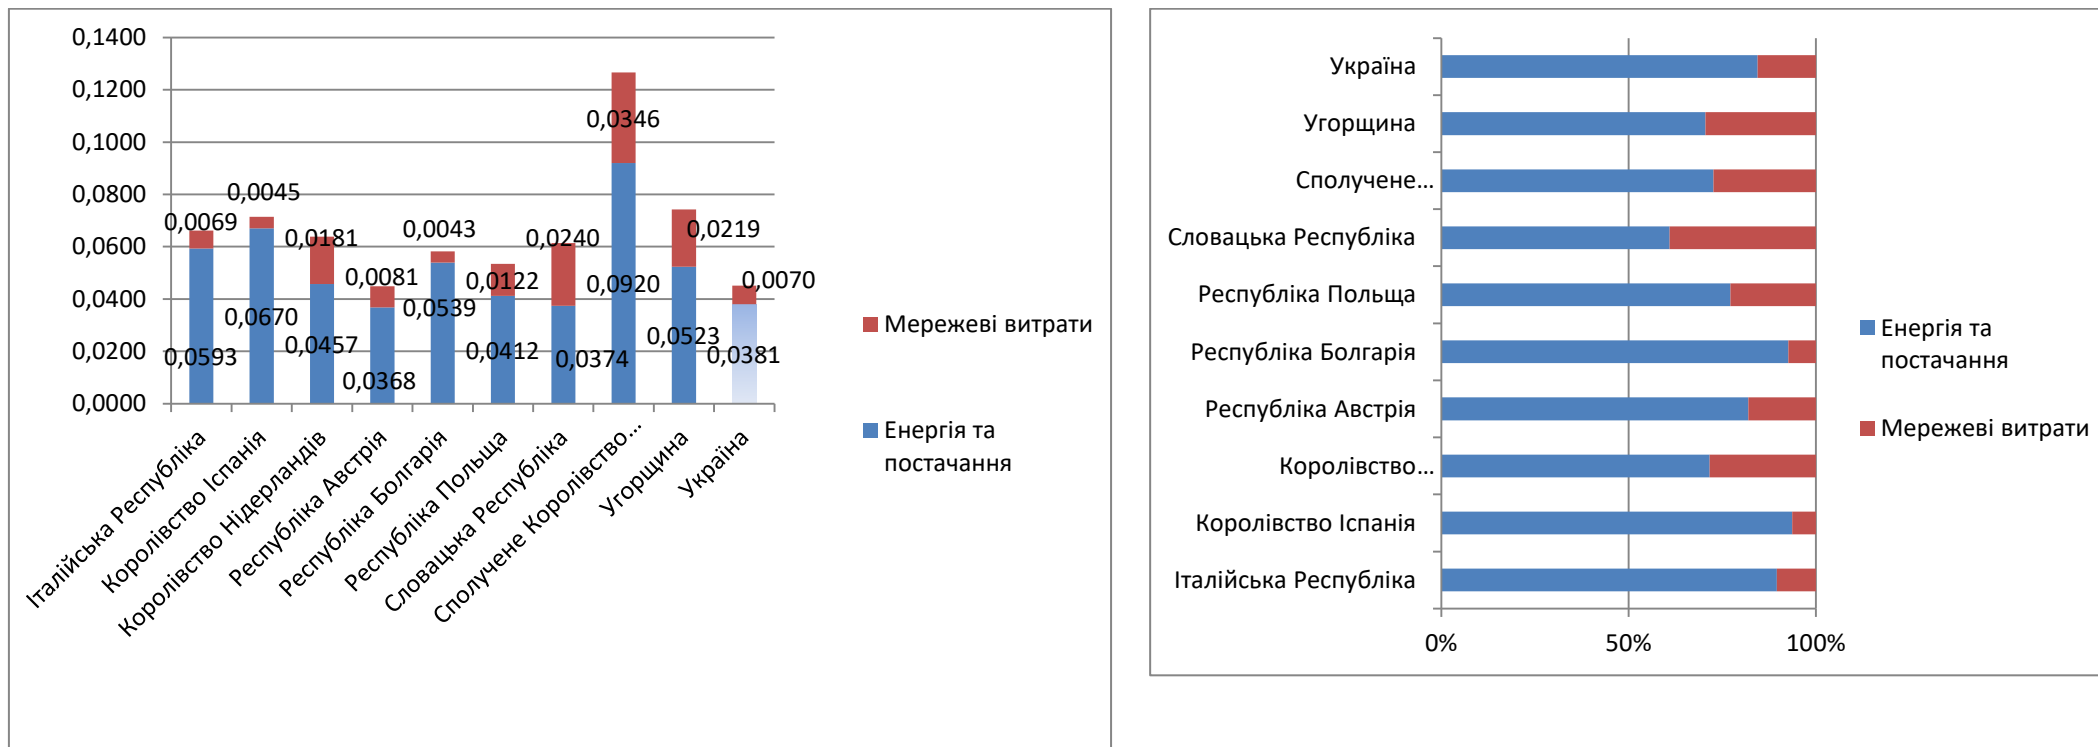 0,1400
0,1200
0,1000
0,0800
0,0600
0,0400
0,0200
0,0000
0,0069
0,0045
0,0181
0,0081
0,0043
0,0122
0,0240
0,0346
0,0219
0,0070
0,0593
0,0670
0,0457
0,0368
0,0539
0,0412
0,0374
0,0920
0,0523
0,0381
Італійська Республіка
Королівство Іспанія
Королівство Нідерландів
Республіка Австрія
Республіка Болгарія
Республіка Польща
Словацька Республіка
Сполучене Королівство...
Угорщина
Україна
Мережеві витрати
Енергія та
постачання
Україна
Угорщина
Сполучене...
Словацька Республіка
Республіка Польща
Республіка Болгарія
Республіка Австрія
Королівство...
Королівство Іспанія
Італійська Республіка
0%
50%
100%
Енергія та
постачання
Мережеві витрати